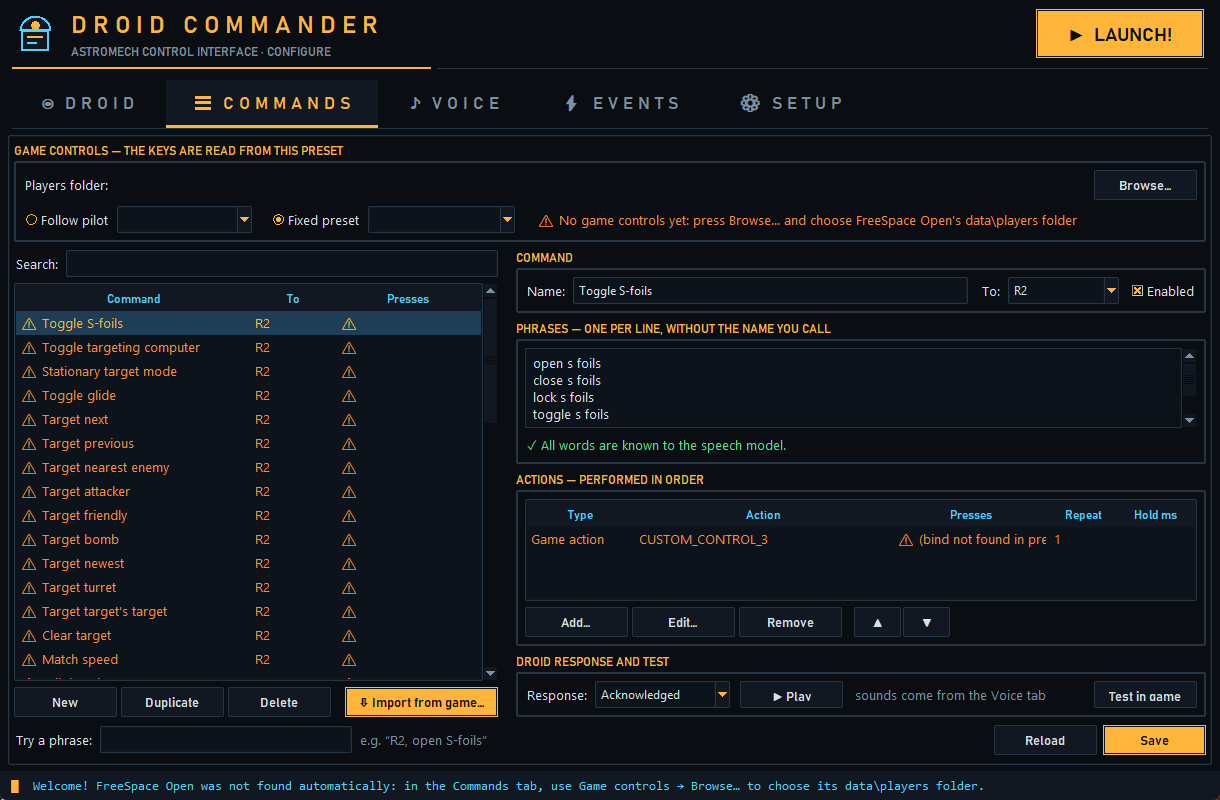 DROID COMMANDER
ASTROMECH CONTROL INTERFACE · CONFIGURE
► LAUNCH!
DROID
COMMANDS
VOICE
EVENTS
SETUP
GAME CONTROLS — THE KEYS ARE READ FROM THIS PRESET
Players folder:
Browse…
Follow pilot
Fixed preset
⚠ No game controls yet: press Browse... and choose FreeSpace Open's data\players folder
Search:
Command To Presses
⚠ Toggle S-foils R2 ⚠
⚠ Toggle targeting computer R2 ⚠
⚠ Stationary target mode R2 ⚠
⚠ Toggle glide R2 ⚠
⚠ Target next R2 ⚠
⚠ Target previous R2 ⚠
⚠ Target nearest enemy R2 ⚠
⚠ Target attacker R2 ⚠
⚠ Target friendly R2 ⚠
⚠ Target bomb R2 ⚠
⚠ Target newest R2 ⚠
⚠ Target turret R2 ⚠
⚠ Target target's target R2 ⚠
⚠ Clear target R2 ⚠
⚠ Match speed R2 ⚠
New
Duplicate
Delete
⇩ Import from game…
Try a phrase:
e.g. “R2, open S-foils”
COMMAND
Name: Toggle S-foils
To: R2
Enabled
PHRASES — ONE PER LINE, WITHOUT THE NAME YOU CALL
open s foils
close s foils
lock s foils
toggle s foils
✓ All words are known to the speech model.
ACTIONS — PERFORMED IN ORDER
Type Action Presses Repeat Hold ms
Game action CUSTOM_CONTROL_3 ⚠ (bind not found in pre 1
Add…
Edit…
Remove
▲
▼
DROID RESPONSE AND TEST
Response: Acknowledged
► Play
sounds come from the Voice tab
Test in game
Reload
Save
Welcome! FreeSpace Open was not found automatically: in the Commands tab, use Game controls → Browse… to choose its data\players folder.